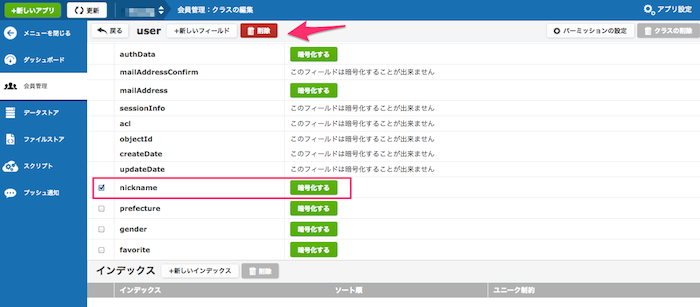 +新しいアプリ 更新 会員管理:クラスの編集 アプリ設定
メニューを閉じる
ダッシュボード
会員管理
データストア
ファイルストア
スクリプト
プッシュ通知
戻る user +新しいフィールド 削除 パーミッションの設定 クラスの削除
authData 暗号化する
mailAddressConfirm このフィールドは暗号化することが出来ません
mailAddress 暗号化する
sessionInfo このフィールドは暗号化することが出来ません
acl このフィールドは暗号化することが出来ません
objectId このフィールドは暗号化することが出来ません
createDate このフィールドは暗号化することが出来ません
updateDate このフィールドは暗号化することが出来ません
nickname 暗号化する
prefecture 暗号化する
gender 暗号化する
favorite 暗号化する
インデックス +新しいインデックス 削除
インデックス ソート順 ユニーク制約